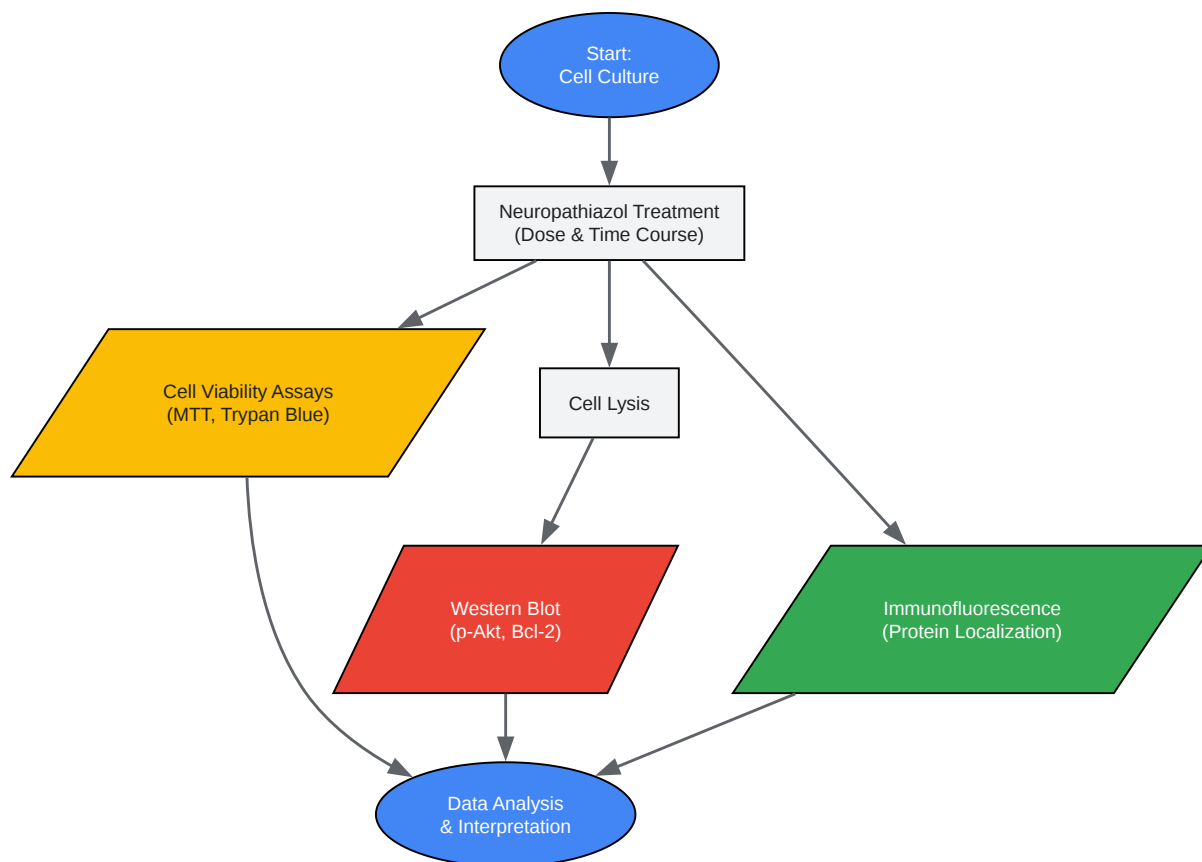 Start:
Cell Culture
Neuropathiazol Treatment
(Dose & Time Course)
Cell Viability Assays
(MTT, Trypan Blue)
Cell Lysis
Western Blot
(p-Akt, Bcl-2)
Immunofluorescence
(Protein Localization)
Data Analysis
& Interpretation